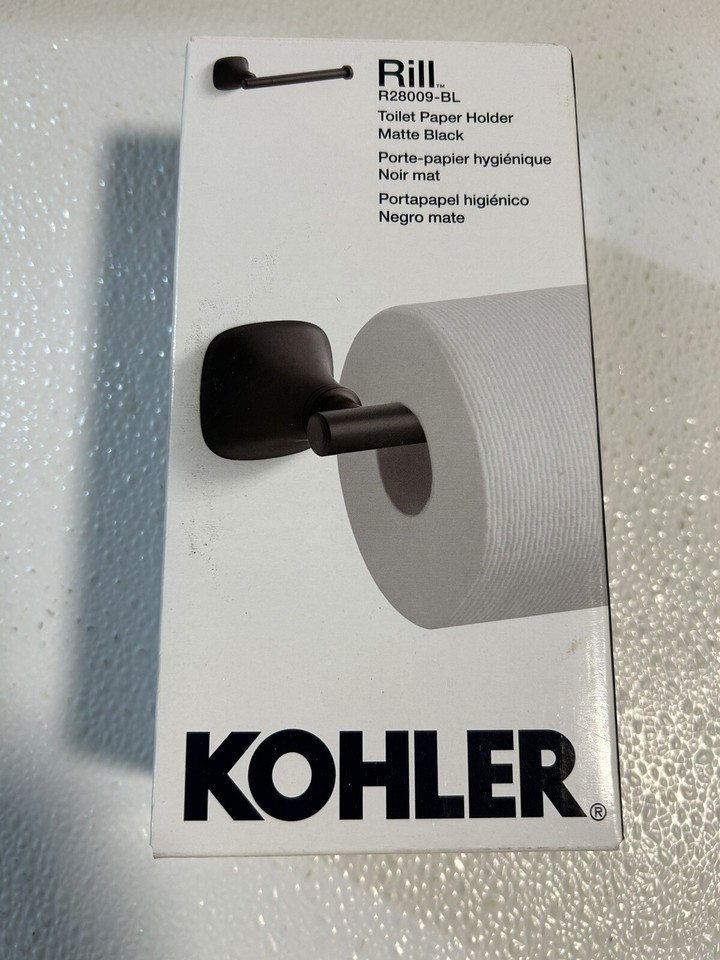 Rill™
R28009-BL
Toilet Paper Holder
Matte Black
Porte-papier hygiénique
Noir mat
Portapapel higiénico
Negro mate
KOHLER®